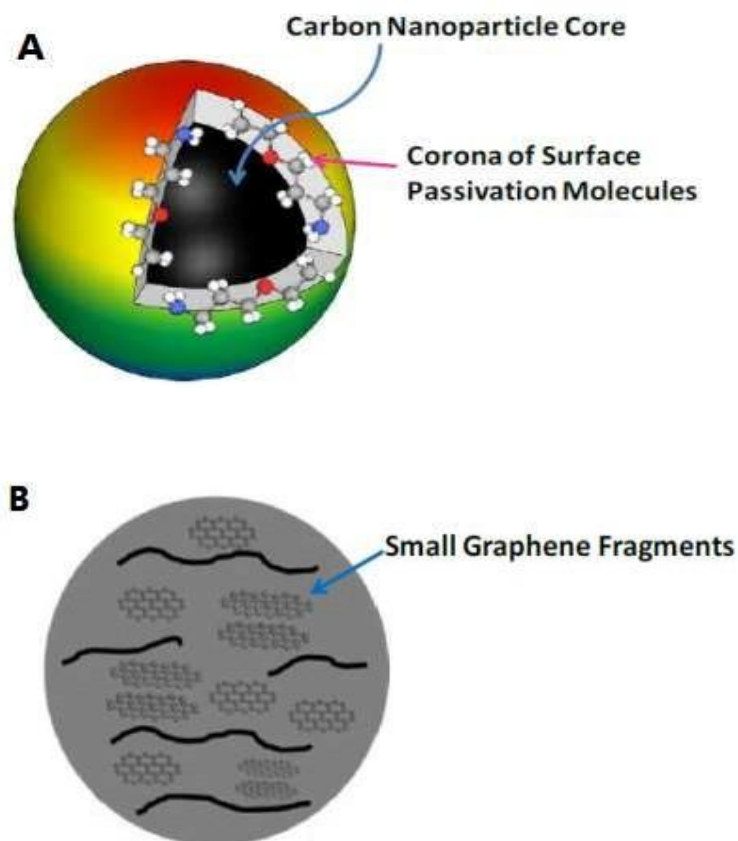 A
Carbon Nanoparticle Core
Corona of Surface
Passivation Molecules
B
Small Graphene Fragments